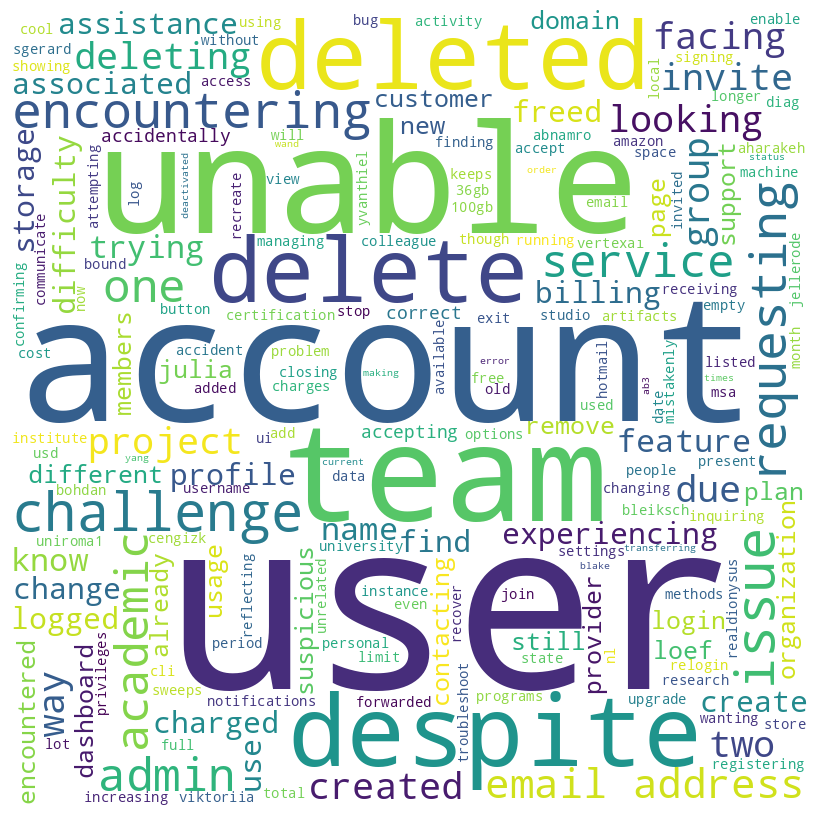 cool
assistance
using
bug
activity
domain
enable
sgerard
deleting
without
deleted
facing
signing
showing
associated
access
local
invite
longer
diag
encountering
customer
freed
looking
storage
accidentally
new
abnamro
amazon
aharakeh
unable
will
finding
accept
space
machine
wand
order
status
attempting
log
deactivated
recreate
view
yvanthiel
keeps
36gb
100gb
email
invited
group
support
page
requesting
communicate
difficulty
trying
managing
colleague
though
running
vertexai
jellerode
confirming
now
bound
one
delete
service
receiving
month
button
certification
stop
correct
exit
studio
billing
artifacts
empty
cost
members
accident
problem
available
error
hotmail
listed
date
mistakenly
julia
closing
charges
added
making
free
old
used
ab3
msa
times
account
institute
project
ui
add
team
accepting
options
remove
feature
present
usd
different
profile
data
current
people
changing
due
plan
yang
bohdan
username
bleiksch
inquiring
challenge
name
find
experiencing
uniroma1
cengizk
university
settings
transferring
know
academic
usage
suspicious
unrelated
instance
even
contacting
recover
join
blake
provider
methods
issue
organization
change
already
reflecting
user
login
realdionysus
logged
privileges
period
personal
still
loef
relogin
encountered
way
dashboard
cli
limit
state
nl
research
sweeps
notifications
forwarded
troubleshoot
programs
upgrade
create
wanting
store
lot
charged
despite
two
full
use
admin
registering
increasing
viktoriia
total
created
email address